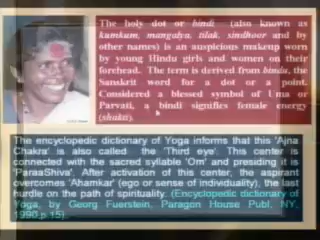 The holy dot or bindi (also known as
kumkum, mangalya, tilak, sindhoor and by
other names) is an auspicious makeup worn
by young Hindu girls and women on their
forehead. The term is derived from bindu, the
Sanskrit word for a dot or a point.
Considered a blessed symbol of Uma or
Parvati, a bindi signifies female energy
(shakti).
The encyclopedic dictionary of Yoga informs that this 'Ajna
Chakra' is also called the 'Third eye'. This center is
connected with the sacred syllable 'Om' and presiding it is
'ParaaShiva'. After activation of this center, the aspirant
overcomes 'Ahamkar' (ego or sense of individuality), the last
hurdle on the path of spirituality. (Encyclopedic dictionary of
Yoga, by Georg Fuerstein, Paragon House Publ, NY,
1990,p.15)